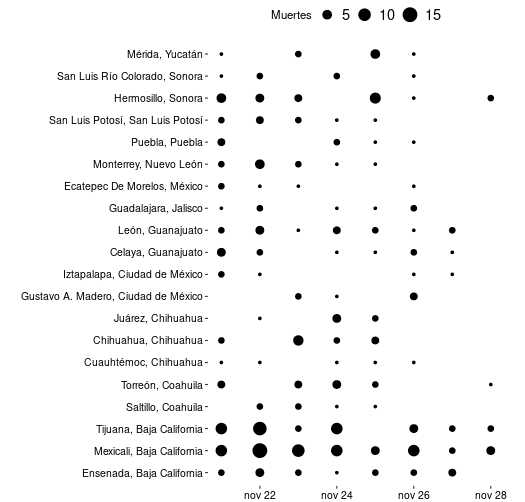 Muertes 5 10 15
Mérida, Yucatán
San Luis Río Colorado, Sonora
Hermosillo, Sonora
San Luis Potosí, San Luis Potosí
Puebla, Puebla
Monterrey, Nuevo León
Ecatepec De Morelos, México
Guadalajara, Jalisco
León, Guanajuato
Celaya, Guanajuato
Iztapalapa, Ciudad de México
Gustavo A. Madero, Ciudad de México
Juárez, Chihuahua
Chihuahua, Chihuahua
Cuauhtémoc, Chihuahua
Torreón, Coahuila
Saltillo, Coahuila
Tijuana, Baja California
Mexicali, Baja California
Ensenada, Baja California
nov 22 nov 24 nov 26 nov 28